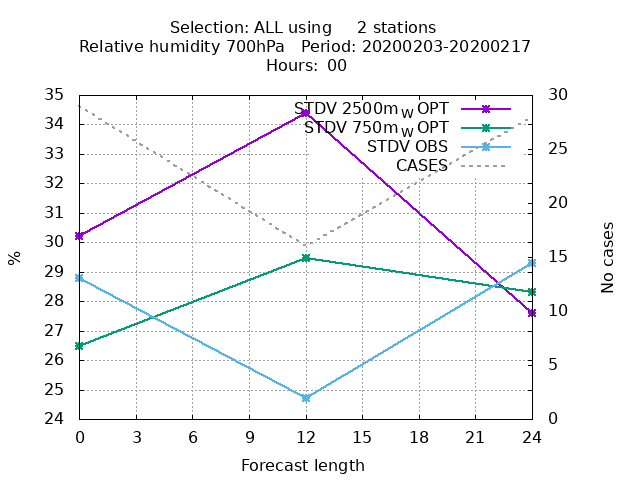 Selection: ALL using 2 stations
Relative humidity 700hPa Period: 20200203-20200217
Hours: 00
35
34
33
32
31
30
29
28
27
26
25
24
%
STDV 2500m W OPT
STDV 750m W OPT
STDV OBS
CASES
30
25
20
15
10
5
0
No cases
0 3 6 9 12 15 18 21 24
Forecast length